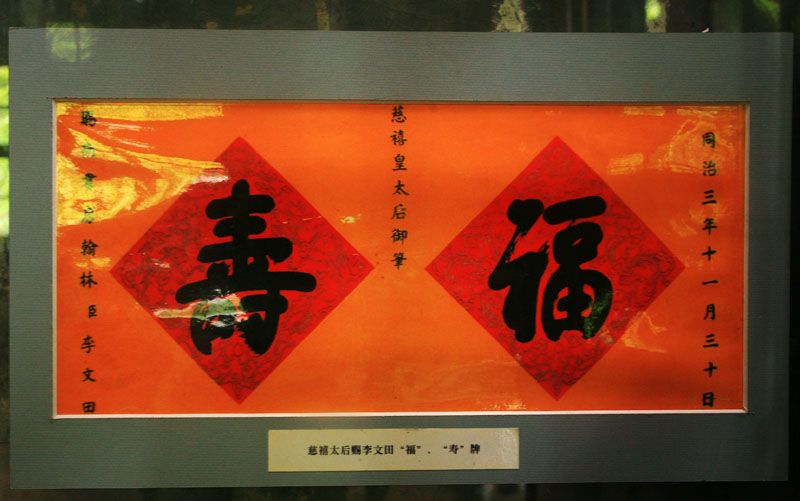 同治三年十一月三十日
福
慈禧皇太后御筆
壽
書房翰林臣李文田
慈禧太后赐李文田“福”、“寿”牌